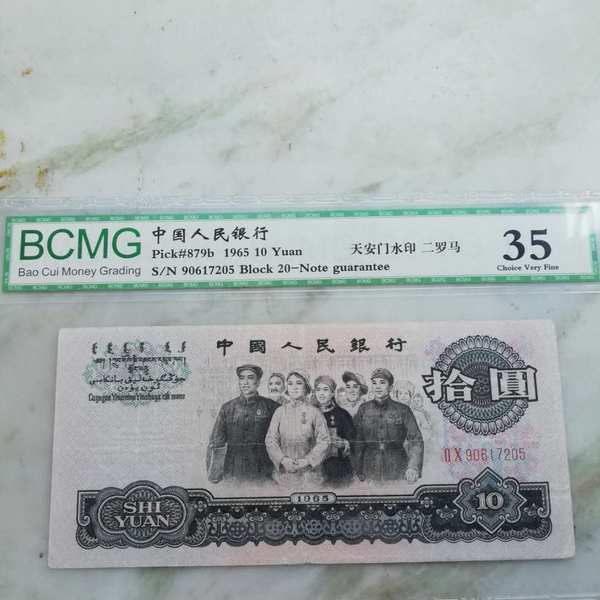 BCMG
Bao Cui Money Grading
中国人民银行
Pick#879b 1965 10 Yuan
S/N 90617205 Block 20-Note guarantee
天安门水印 二罗马
35
Choice Very Fine
中國人民銀行
拾圓
ⅡX 90617205
1965
SHI
YUAN
10